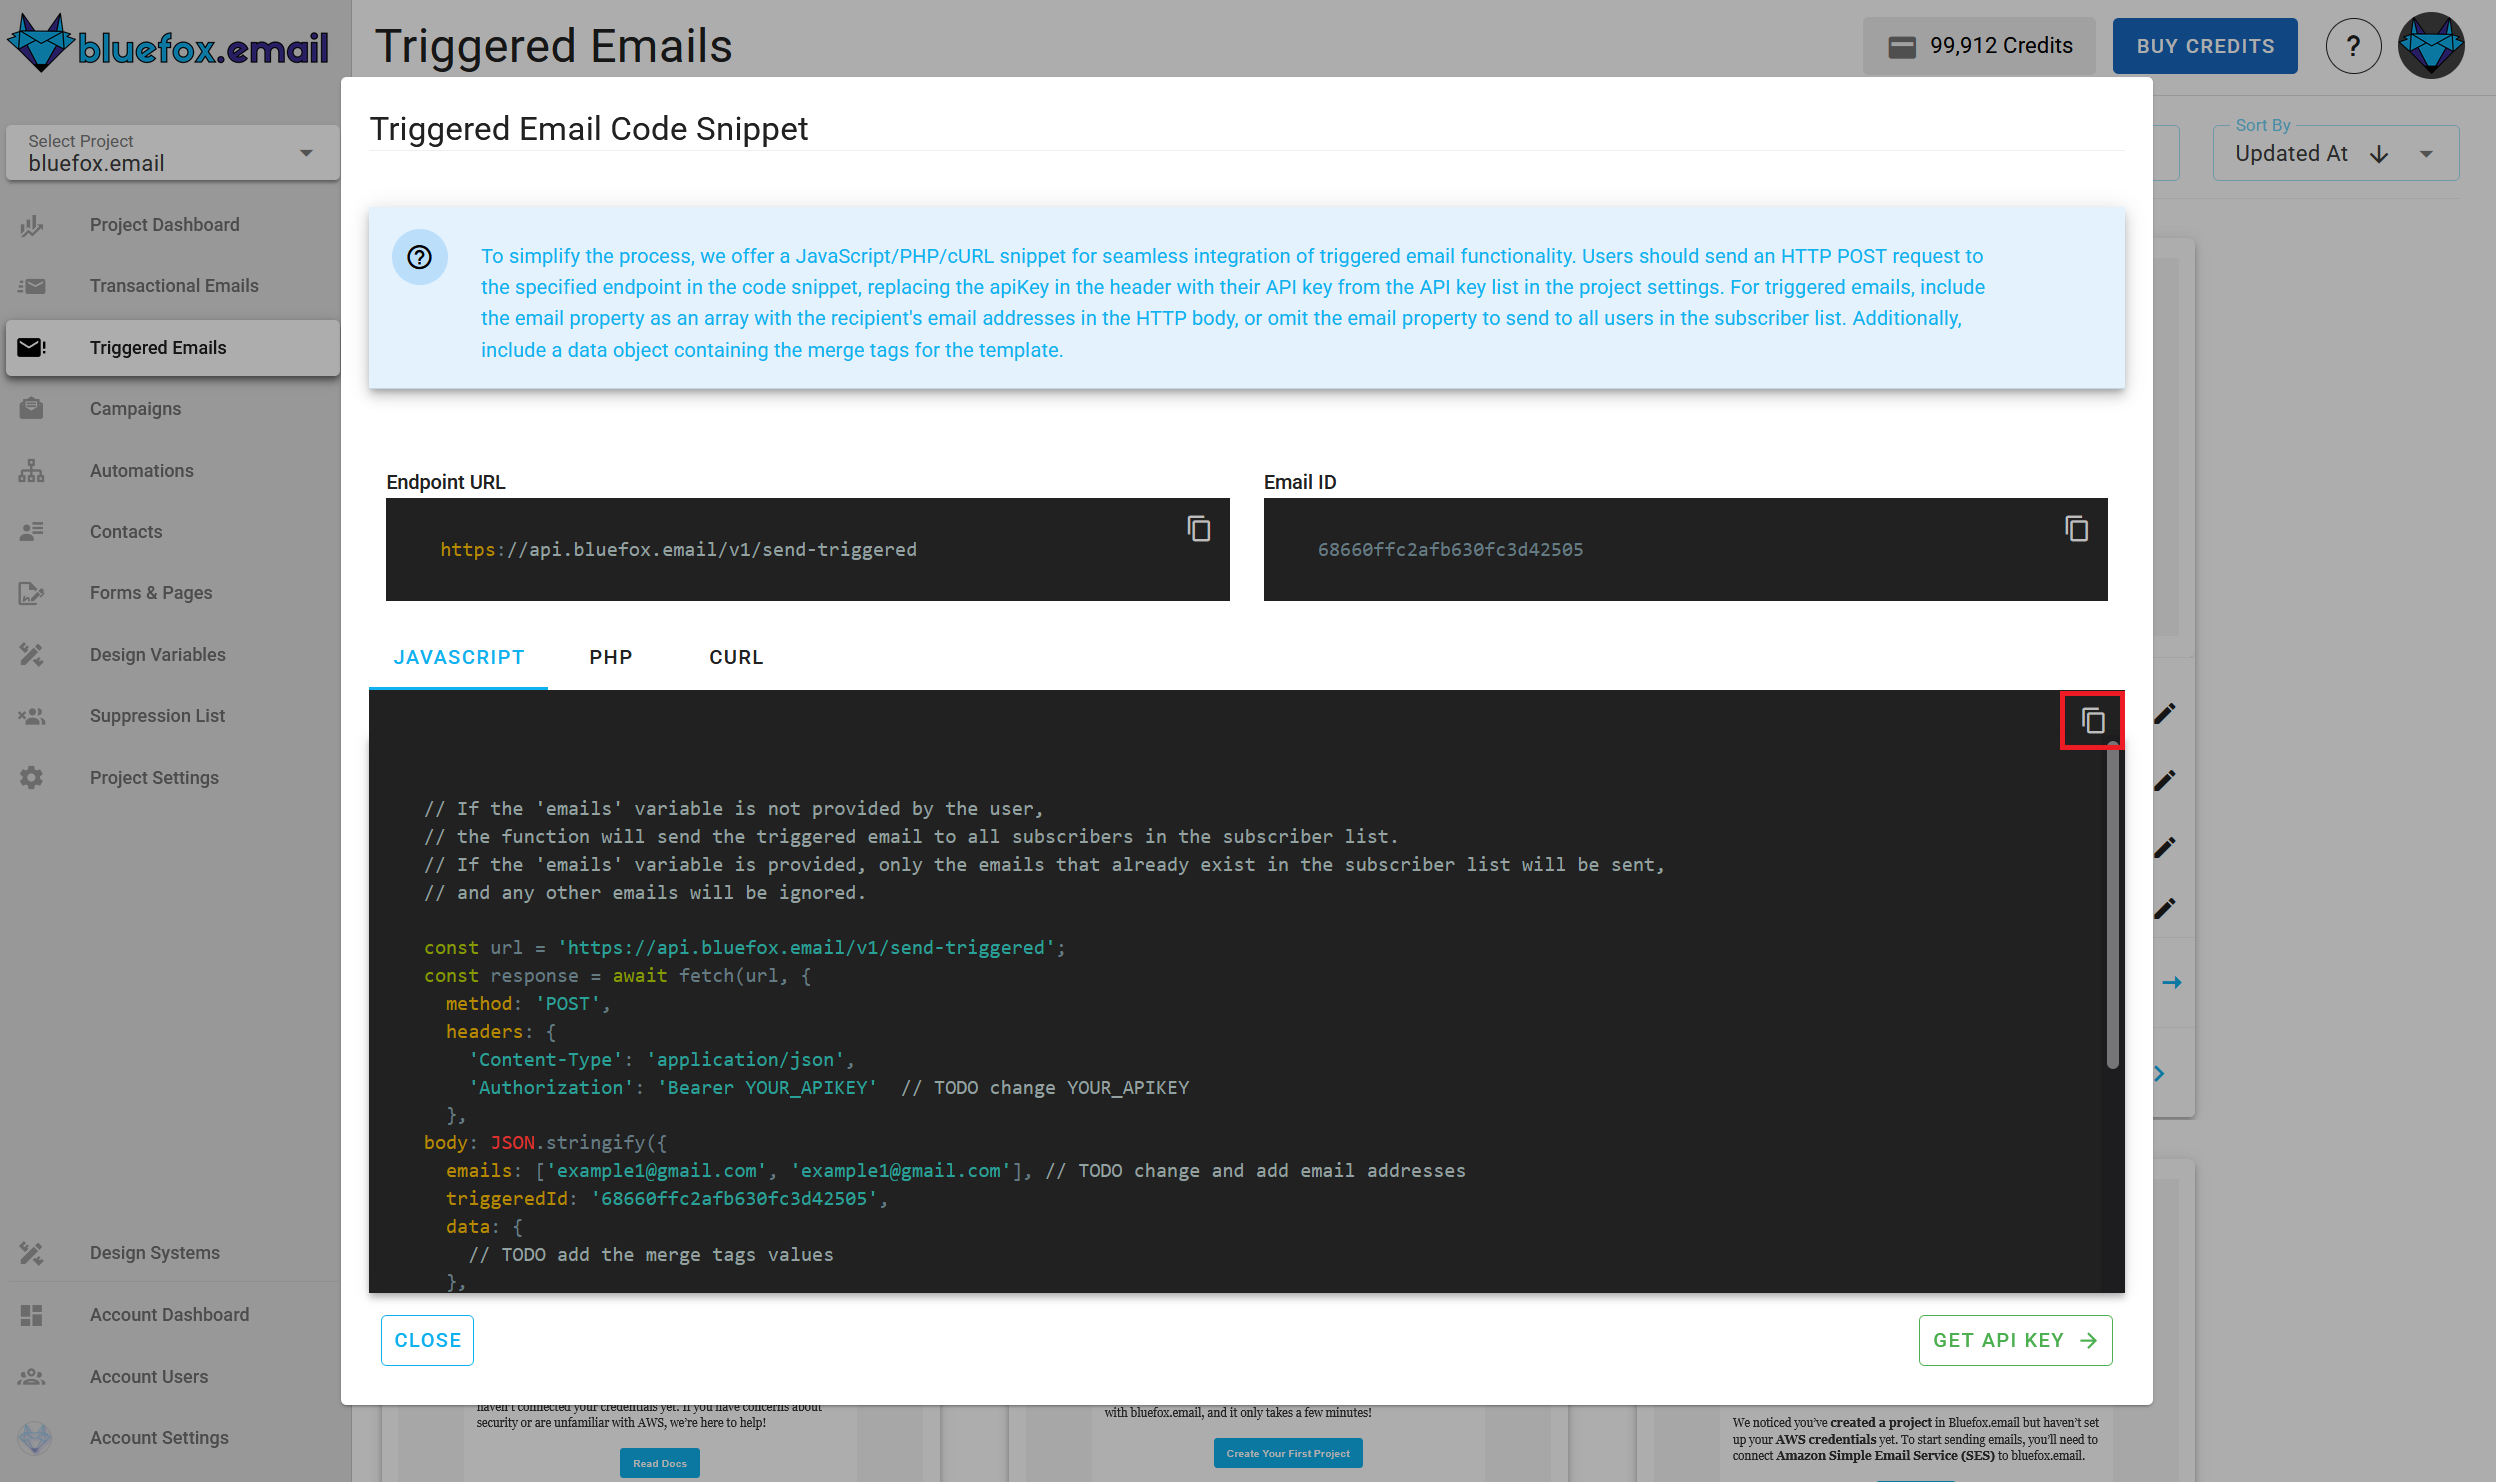 bluefox.email
Triggered Emails
99,912 Credits
BUY CREDITS
?
Select Project
bluefox.email
Sort By
Updated At
Project Dashboard
Transactional Emails
Triggered Emails
Campaigns
Automations
Contacts
Forms & Pages
Design Variables
Suppression List
Project Settings
Design Systems
Account Dashboard
Account Users
Account Settings
Triggered Email Code Snippet
To simplify the process, we offer a JavaScript/PHP/cURL snippet for seamless integration of triggered email functionality. Users should send an HTTP POST request to
the specified endpoint in the code snippet, replacing the apiKey in the header with their API key from the API key list in the project settings. For triggered emails, include
the email property as an array with the recipient's email addresses in the HTTP body, or omit the email property to send to all users in the subscriber list. Additionally,
include a data object containing the merge tags for the template.
Endpoint URL
https://api.bluefox.email/v1/send-triggered
Email ID
68660ffc2afb630fc3d42505
JAVASCRIPT
PHP
CURL
// If the 'emails' variable is not provided by the user,
// the function will send the triggered email to all subscribers in the subscriber list.
// If the 'emails' variable is provided, only the emails that already exist in the subscriber list will be sent,
// and any other emails will be ignored.
const url = 'https://api.bluefox.email/v1/send-triggered';
const response = await fetch(url, {
method: 'POST',
headers: {
'Content-Type': 'application/json',
'Authorization': 'Bearer YOUR_APIKEY'  // TODO change YOUR_APIKEY
},
body: JSON.stringify({
emails: ['example1@gmail.com', 'example1@gmail.com'], // TODO change and add email addresses
triggeredId: '68660ffc2afb630fc3d42505',
data: {
// TODO add the merge tags values
},
CLOSE
GET API KEY
haven't connected your credentials yet. If you have concerns about
security or are unfamiliar with AWS, we're here to help!
Read Docs
with bluefox.email, and it only takes a few minutes!
Create Your First Project
We noticed you've created a project in Bluefox.email but haven't set
up your AWS credentials yet. To start sending emails, you'll need to
connect Amazon Simple Email Service (SES) to bluefox.email.